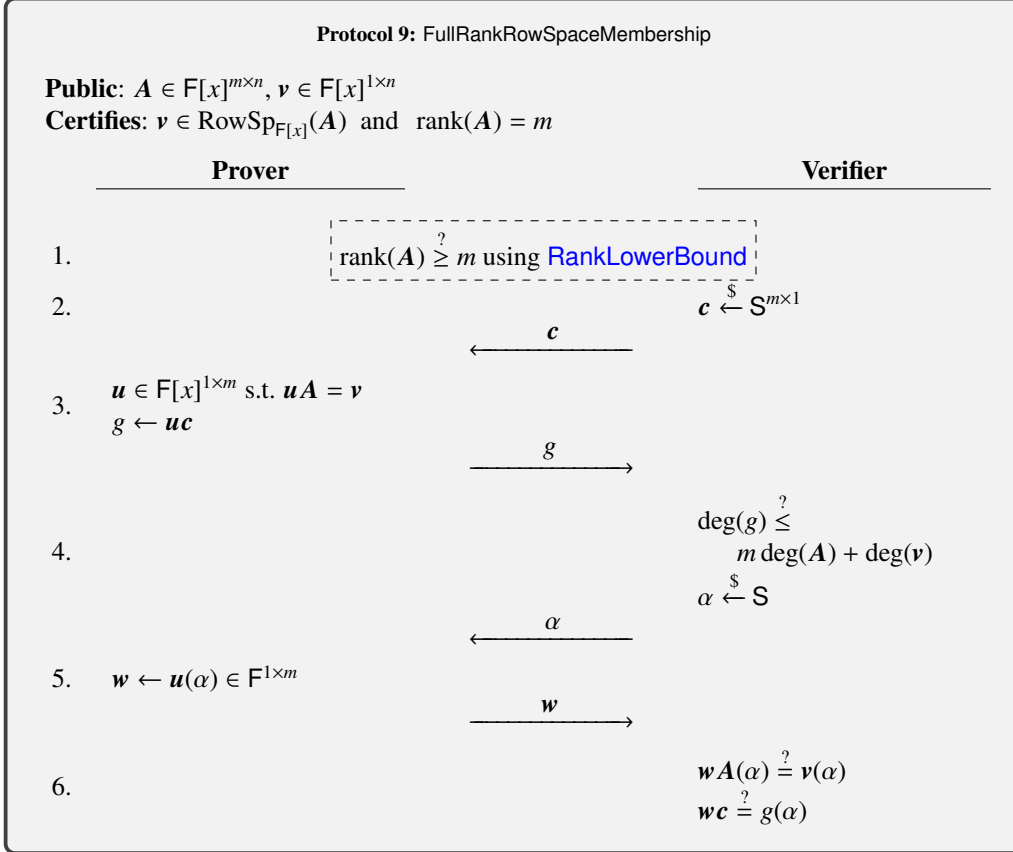 Protocol 9: FullRankRowSpaceMembership
Public: A ∈ F[x]^{m×n}, v ∈ F[x]^{1×n}
Certifies: v ∈ RowSp_{F[x]}(A) and rank(A) = m
Prover Verifier
1. rank(A) ≥? m using RankLowerBound
2. c ←$ S^{m×1}
c
u ∈ F[x]^{1×m} s.t. uA = v
3.
g ← uc
g
deg(g) ≤?
4. m deg(A) + deg(v)
α ←$ S
α
5. w ← u(α) ∈ F^{1×m}
w
wA(α) =? v(α)
6.
wc =? g(α)